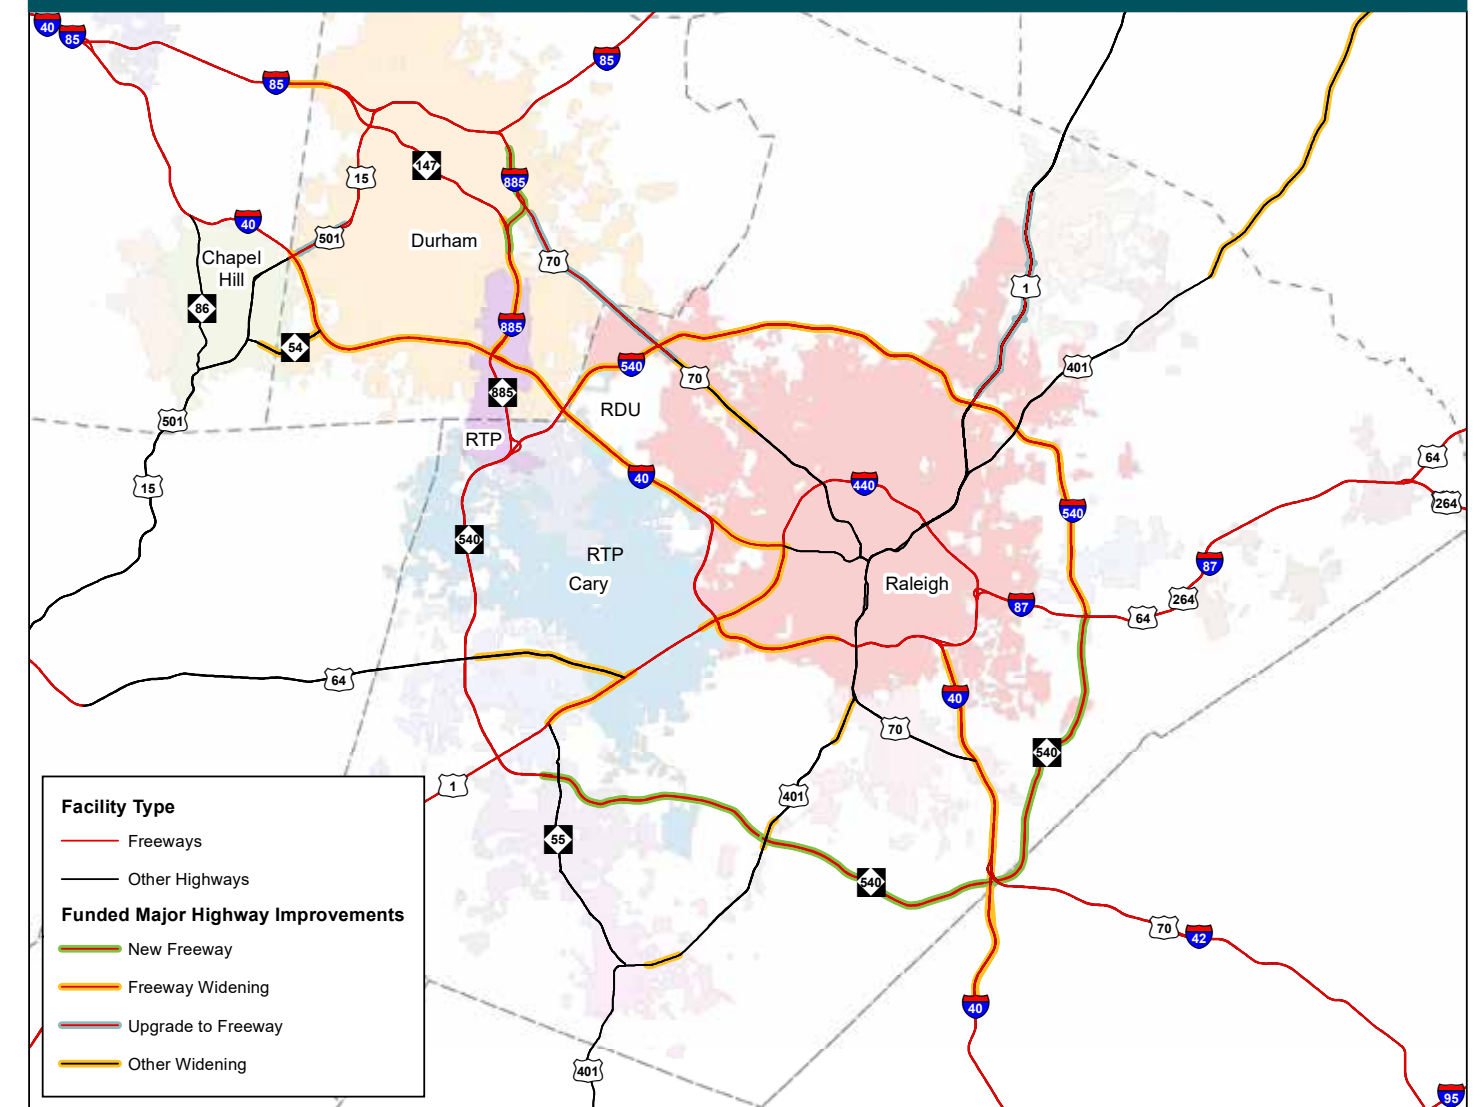 40
85
85
85
147
15
885
40
501
Durham
70
Chapel
Hill
1
86
885
54
540
70
401
885
RDU
501
RTP
64
40
440
15
264
540
540
RTP
87
Cary
Raleigh
264
87
64
64
40
70
540
1
401
55
540
70
42
40
401
95
Facility Type
Freeways
Other Highways
Funded Major Highway Improvements
New Freeway
Freeway Widening
Upgrade to Freeway
Other Widening